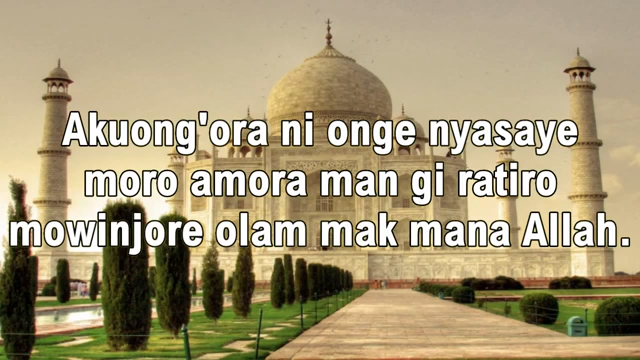 Akuong'ora ni onge nyasaye
moro amora man gi ratiro
mowinjore olam mak mana Allah.